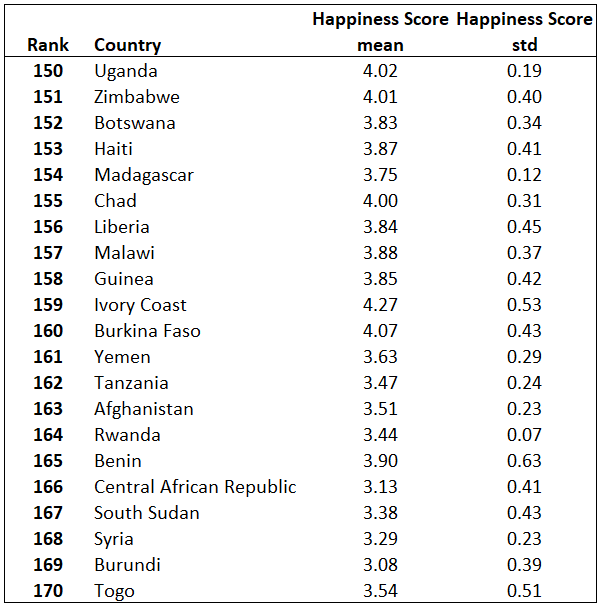 Happiness Score Happiness Score
Rank Country mean std
150 Uganda 4.02 0.19
151 Zimbabwe 4.01 0.40
152 Botswana 3.83 0.34
153 Haiti 3.87 0.41
154 Madagascar 3.75 0.12
155 Chad 4.00 0.31
156 Liberia 3.84 0.45
157 Malawi 3.88 0.37
158 Guinea 3.85 0.42
159 Ivory Coast 4.27 0.53
160 Burkina Faso 4.07 0.43
161 Yemen 3.63 0.29
162 Tanzania 3.47 0.24
163 Afghanistan 3.51 0.23
164 Rwanda 3.44 0.07
165 Benin 3.90 0.63
166 Central African Republic 3.13 0.41
167 South Sudan 3.38 0.43
168 Syria 3.29 0.23
169 Burundi 3.08 0.39
170 Togo 3.54 0.51